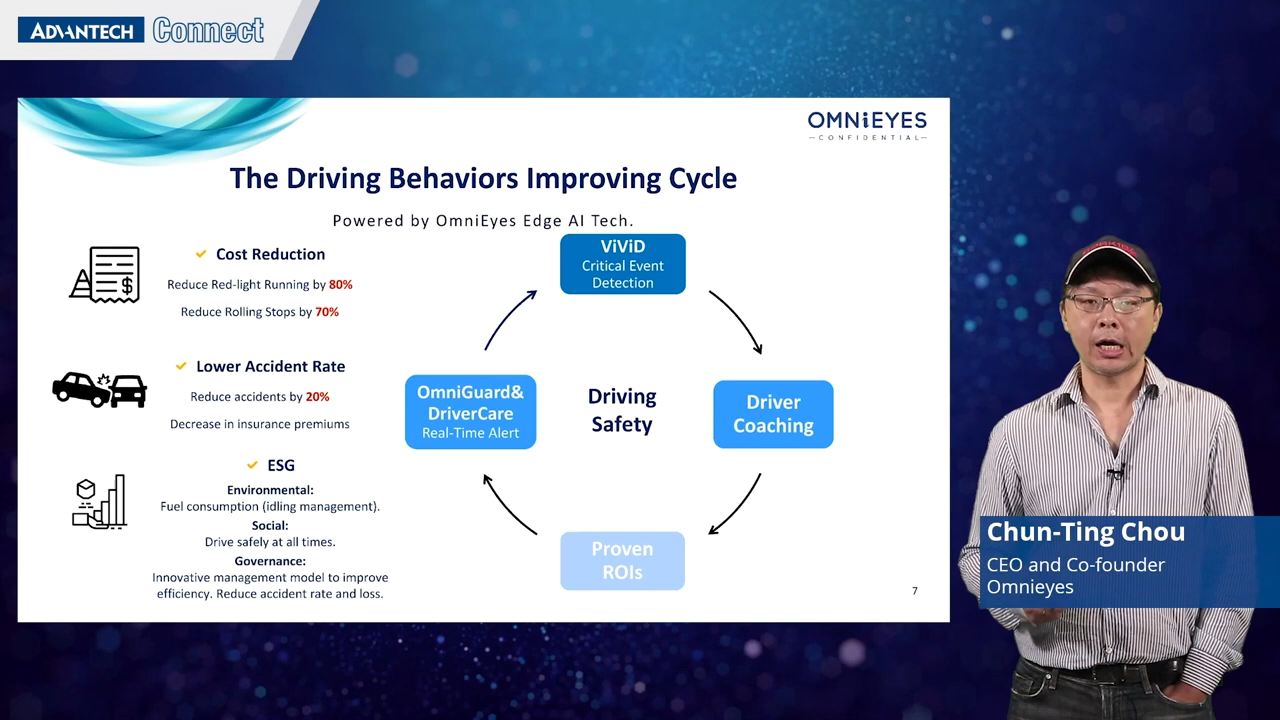 ADVANTECH Connect
OMNiEYES
CONFIDENTIAL
The Driving Behaviors Improving Cycle
Powered by OmniEyes Edge AI Tech.
Cost Reduction
Reduce Red-light Running by 80%
Reduce Rolling Stops by 70%
Lower Accident Rate
Reduce accidents by 20%
Decrease in insurance premiums
ESG
Environmental:
Fuel consumption (idling management).
Social:
Drive safely at all times.
Governance:
Innovative management model to improve
efficiency. Reduce accident rate and loss.
$
ViViD
Critical Event
Detection
OmniGuard&
DriverCare
Real-Time Alert
Driving
Safety
Driver
Coaching
Proven
ROIs
7
Chun-Ting Chou
CEO and Co-founder
Omnieyes